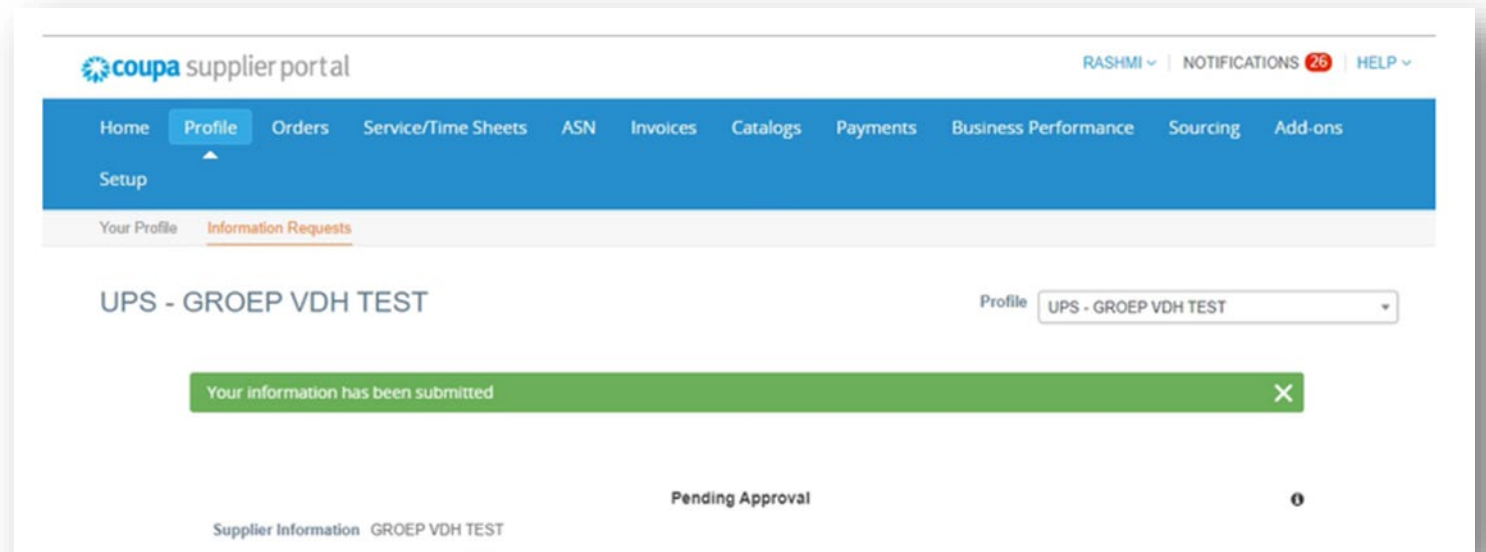 coupa supplier portal RASHMI NOTIFICATIONS 26 HELP
Home Profile Orders Service/Time Sheets ASN Invoices Catalogs Payments Business Performance Sourcing Add-ons
Setup
Your Profile Information Requests
UPS - GROEP VDH TEST Profile UPS - GROEP VDH TEST
Your information has been submitted
Pending Approval
Supplier Information GROEP VDH TEST